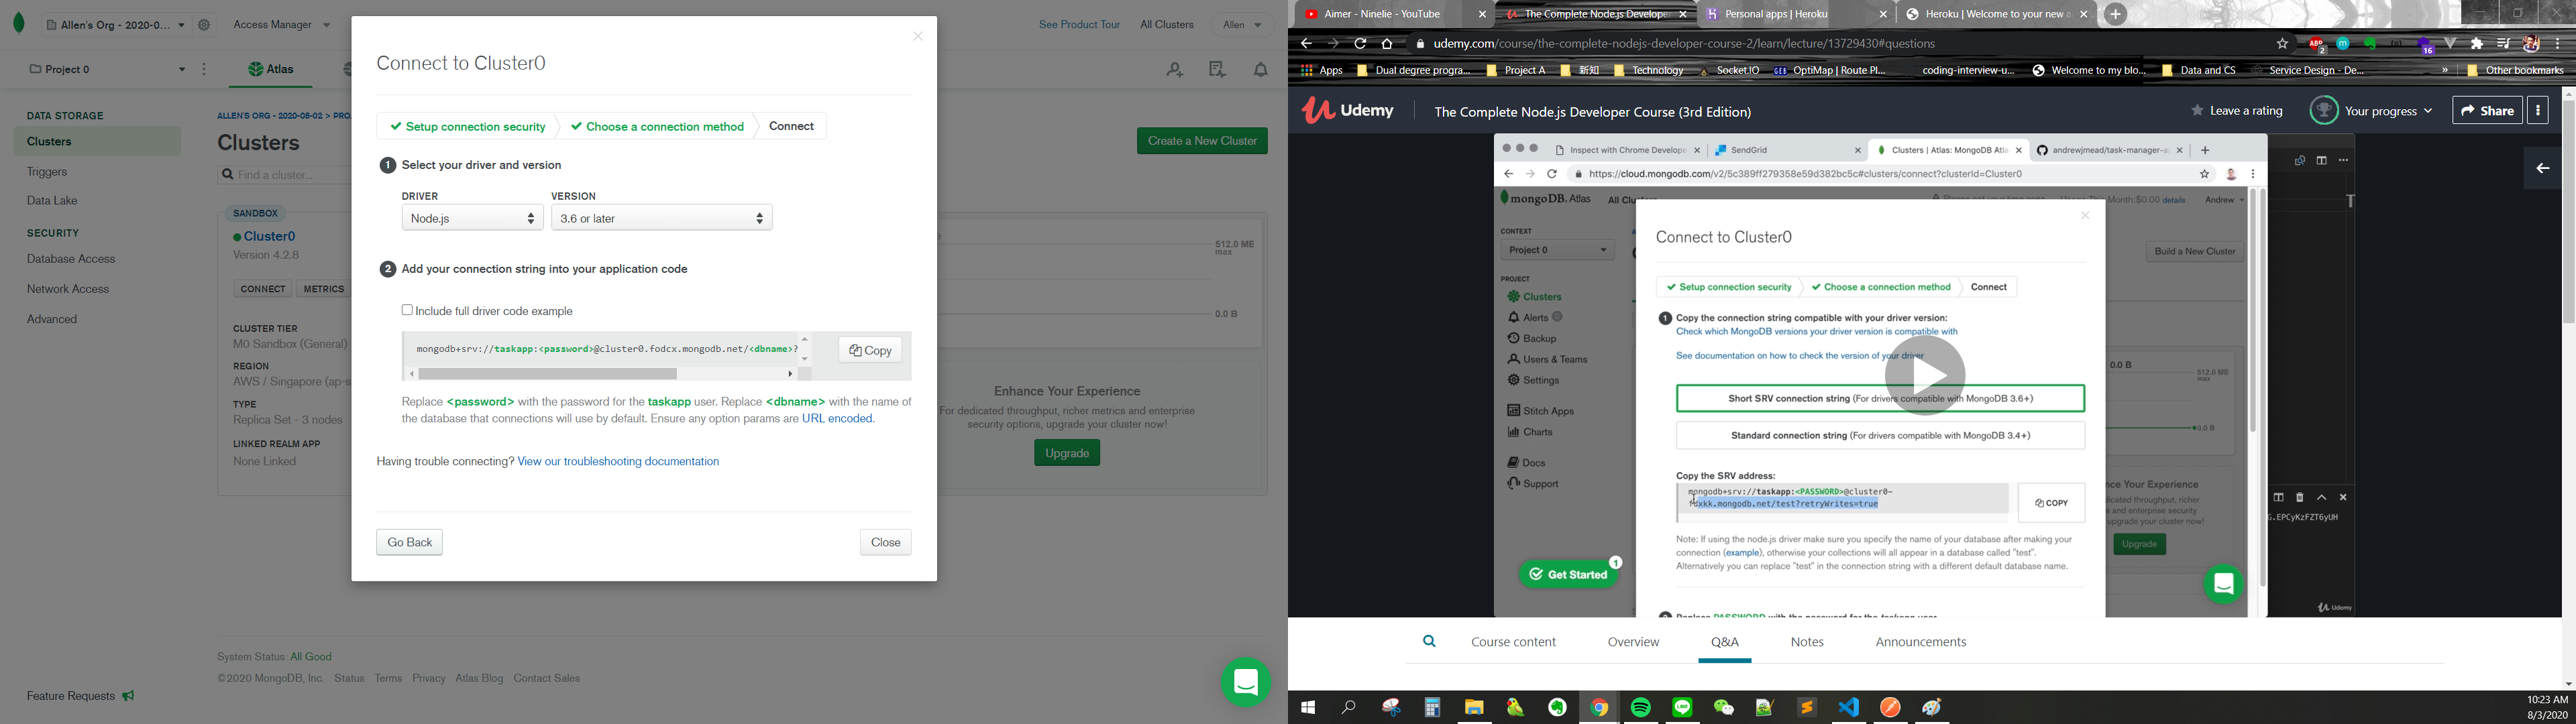 Allen's Org - 2020-0...
Access Manager
See Product Tour
All Clusters
Allen
Project 0
Atlas
DATA STORAGE
Clusters
Triggers
Data Lake
SECURITY
Database Access
Network Access
Advanced
Feature Requests
ALLEN'S ORG - 2020-08-02 > PRO
Clusters
Find a cluster...
SANDBOX
Cluster0
Version 4.2.8
CONNECT
METRICS
CLUSTER TIER
M0 Sandbox (General)
REGION
AWS / Singapore (ap-s
TYPE
Replica Set - 3 nodes
LINKED REALM APP
None Linked
Create a New Cluster
512.0 MB
max
0.0 B
Enhance Your Experience
For dedicated throughput, richer metrics and enterprise
security options, upgrade your cluster now!
Upgrade
System Status: All Good
©2020 MongoDB, Inc. Status Terms Privacy Atlas Blog Contact Sales
Connect to Cluster0
Setup connection security
Choose a connection method
Connect
1 Select your driver and version
DRIVER
VERSION
Node.js
3.6 or later
2 Add your connection string into your application code
Include full driver code example
mongodb+srv://taskapp:<password>@cluster0.fodcx.mongodb.net/<dbname>?
Copy
Replace <password> with the password for the taskapp user. Replace <dbname> with the name of
the database that connections will use by default. Ensure any option params are URL encoded.
Having trouble connecting? View our troubleshooting documentation
Go Back
Close
Aimer - Ninelie - YouTube
The Complete Node.js Develope
Personal apps | Heroku
Heroku | Welcome to your new a
udemy.com/course/the-complete-nodejs-developer-course-2/learn/lecture/13729430#questions
ABP
2
16
Apps
Dual degree progra...
Project A
新知
Technology
Socket.IO
OptiMap | Route Pl...
coding-interview-u...
Welcome to my blo...
Data and CS
Service Design - De...
Other bookmarks
Udemy
The Complete Node.js Developer Course (3rd Edition)
Leave a rating
Your progress
Share
Inspect with Chrome Develope
SendGrid
Clusters | Atlas: MongoDB Atla
andrewjmead/task-manager-a
https://cloud.mongodb.com/v2/5c389ff279358e59d382bc5c#clusters/connect?clusterId=Cluster0
mongoDB. Atlas
All Clu
Month:$0.00 details
Andrew
CONTEXT
Project 0
PROJECT
Clusters
Alerts 0
Backup
Users & Teams
Settings
Stitch Apps
Charts
Docs
Support
Get Started
1
Build a New Cluster
0.0 B
512.0 MB
max
0.0 B
ce Your Experience
dicated throughput, richer
s and enterprise security
upgrade your cluster now!
Upgrade
Connect to Cluster0
Setup connection security
Choose a connection method
Connect
1 Copy the connection string compatible with your driver version:
Check which MongoDB versions your driver version is compatible with
See documentation on how to check the version of your driver
Short SRV connection string (For drivers compatible with MongoDB 3.6+)
Standard connection string (For drivers compatible with MongoDB 3.4+)
Copy the SRV address:
mongodb+srv://taskapp:<PASSWORD>@cluster0-
xkk.mongodb.net/test?retryWrites=true
COPY
Note: If using the node.js driver make sure you specify the name of your database after making your
connection (example), otherwise your collections will all appear in a database called "test".
Alternatively you can replace "test" in the connection string with a different default database name.
G.EPCyKzFZT6yUH
Udemy
Course content
Overview
Q&A
Notes
Announcements
10:23 AM
8/3/2020